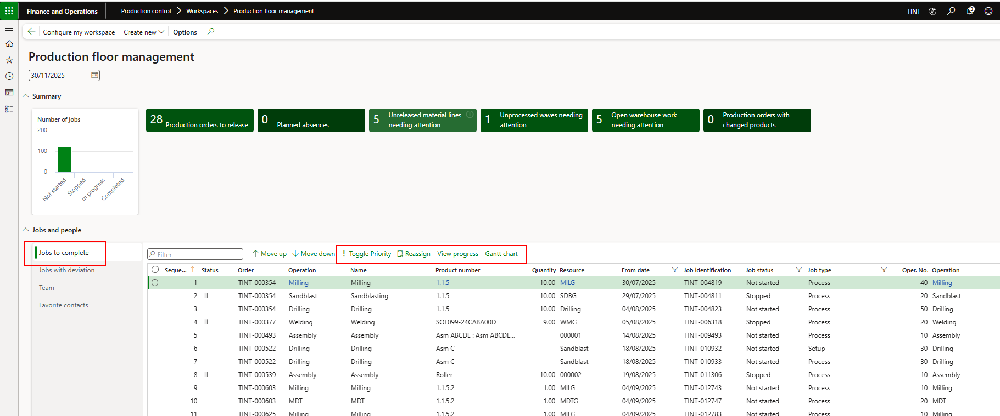 Finance and Operations Production control Workspaces Production floor management TINT 3
Configure my workspace Create new Options
Production floor management
30/11/2025
Summary
Number of jobs
200
100
0
Not started
Stopped
In progress
Completed
28 Production orders to release
0 Planned absences
5 Unreleased material lines needing attention
1 Unprocessed waves needing attention
5 Open warehouse work needing attention
0 Production orders with changed products
Jobs and people
Jobs to complete
Jobs with deviation
Team
Favorite contacts
Filter Move up Move down ! Toggle Priority Reassign View progress Gantt chart
Seque... Status Order Operation Name Product number Quantity Resource From date Job identification Job status Job type Oper. No. Operation
1 TINT-000354 Milling Milling 1.1.5 10.00 MILG 30/07/2025 TINT-004819 Not started Process 40 Milling
2 TINT-000354 Sandblast Sandblasting 1.1.5 10.00 SDBG 29/07/2025 TINT-004811 Stopped Process 20 Sandblast
3 TINT-000354 Drilling Drilling 1.1.5 10.00 Drilling 04/08/2025 TINT-004823 Not started Process 50 Drilling
4 TINT-000377 Welding Welding SOT099-24CABA00D 9.00 WMG 05/08/2025 TINT-006318 Stopped Process 20 Welding
5 TINT-000493 Assembly Assembly Asm ABCDE : Asm ABCDE... 000001 14/08/2025 TINT-009493 Not started Process 10 Assembly
6 TINT-000522 Drilling Drilling Asm C Sandblast 18/08/2025 TINT-010932 Not started Setup 30 Drilling
7 TINT-000522 Drilling Drilling Asm C Sandblast 18/08/2025 TINT-010933 Not started Process 30 Drilling
8 TINT-000539 Assembly Assembly Roller 10.00 000002 19/08/2025 TINT-011306 Stopped Process 10 Assembly
9 TINT-000603 Milling Milling 1.1.5.2 1.00 MILG 04/09/2025 TINT-012743 Not started Process 10 Milling
10 TINT-000603 MDT MDT 1.1.5.2 1.00 MDTG 04/09/2025 TINT-012747 Not started Process 20 MDT
11 TINT-000625 Milling Milling 1.1.5.2 1.00 MILG 04/09/2025 TINT-012783 Not started Process 10 Milling